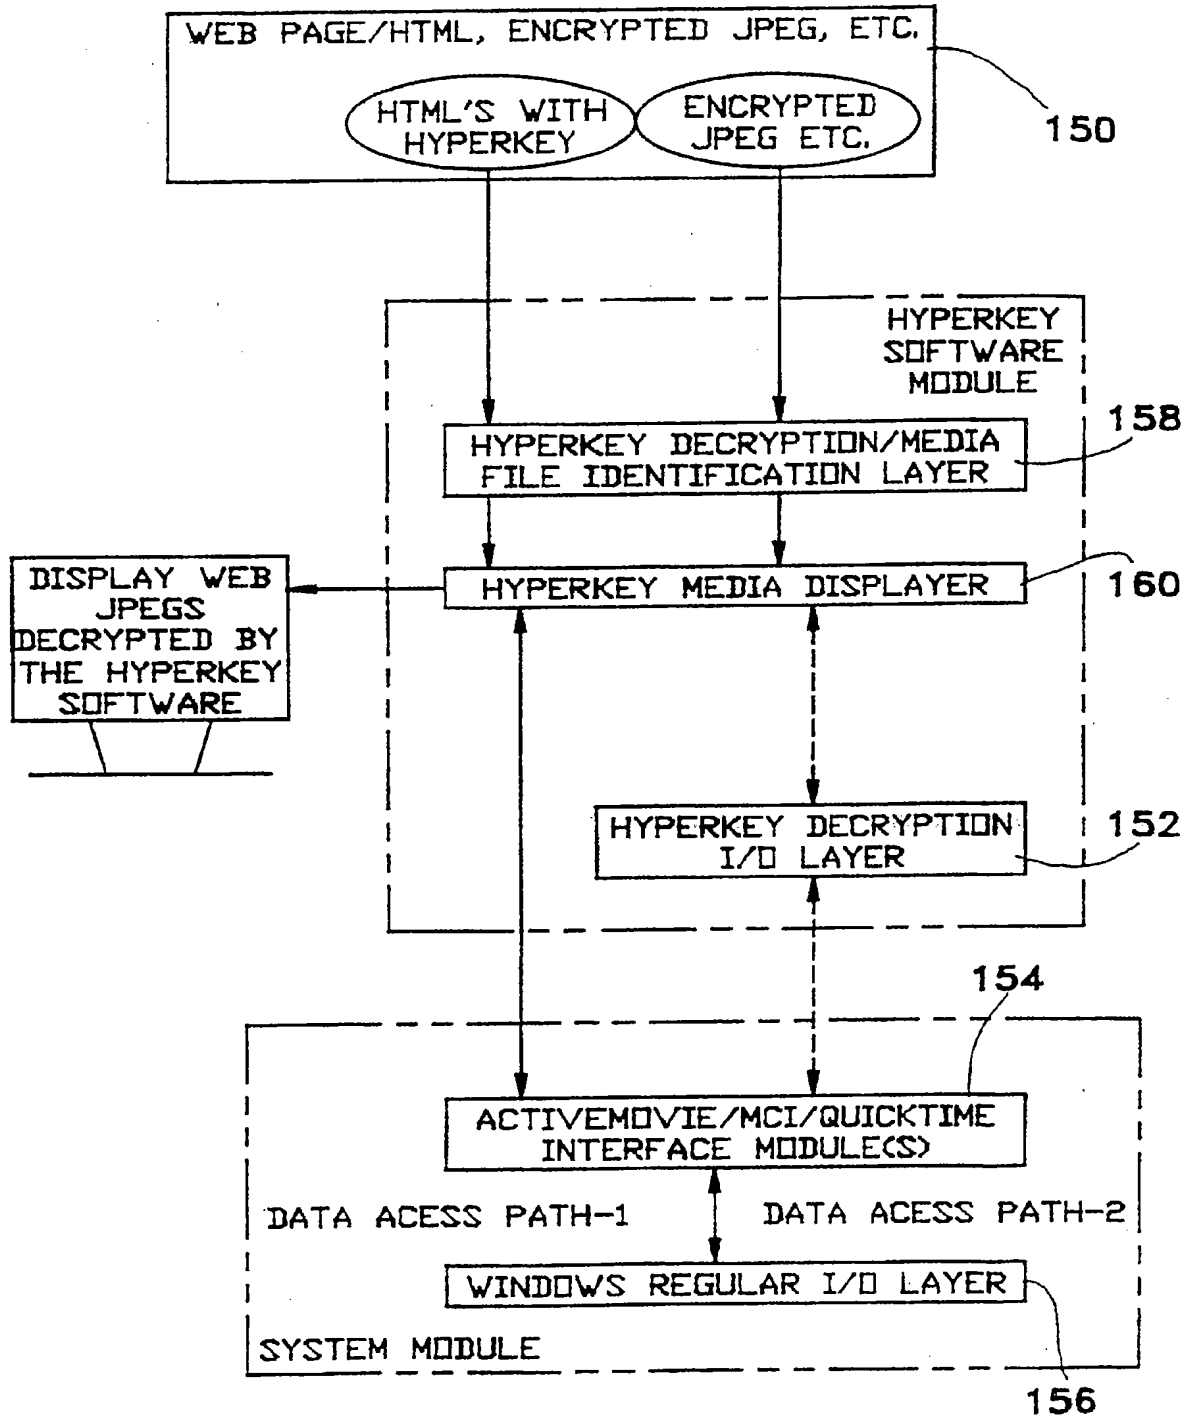 WEB PAGE/HTML, ENCRYPTED JPEG, ETC.
HTML'S WITH
HYPERKEY
ENCRYPTED
JPEG ETC.
150
HYPERKEY
SOFTWARE
MODULE
158
HYPERKEY DECRYPTION/MEDIA
FILE IDENTIFICATION LAYER
160
HYPERKEY MEDIA DISPLAYER
DISPLAY WEB
JPEGS
DECRYPTED BY
THE HYPERKEY
SOFTWARE
152
HYPERKEY DECRYPTION
I/O LAYER
154
ACTIVEMOVIE/MCI/QUICKTIME
INTERFACE MODULE(S)
DATA ACESS PATH-1
DATA ACESS PATH-2
WINDOWS REGULAR I/O LAYER
SYSTEM MODULE
156